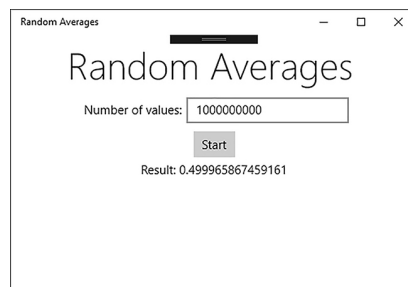 Random Averages
Random Averages
Number of values: 1000000000
Start
Result: 0.499965867459161